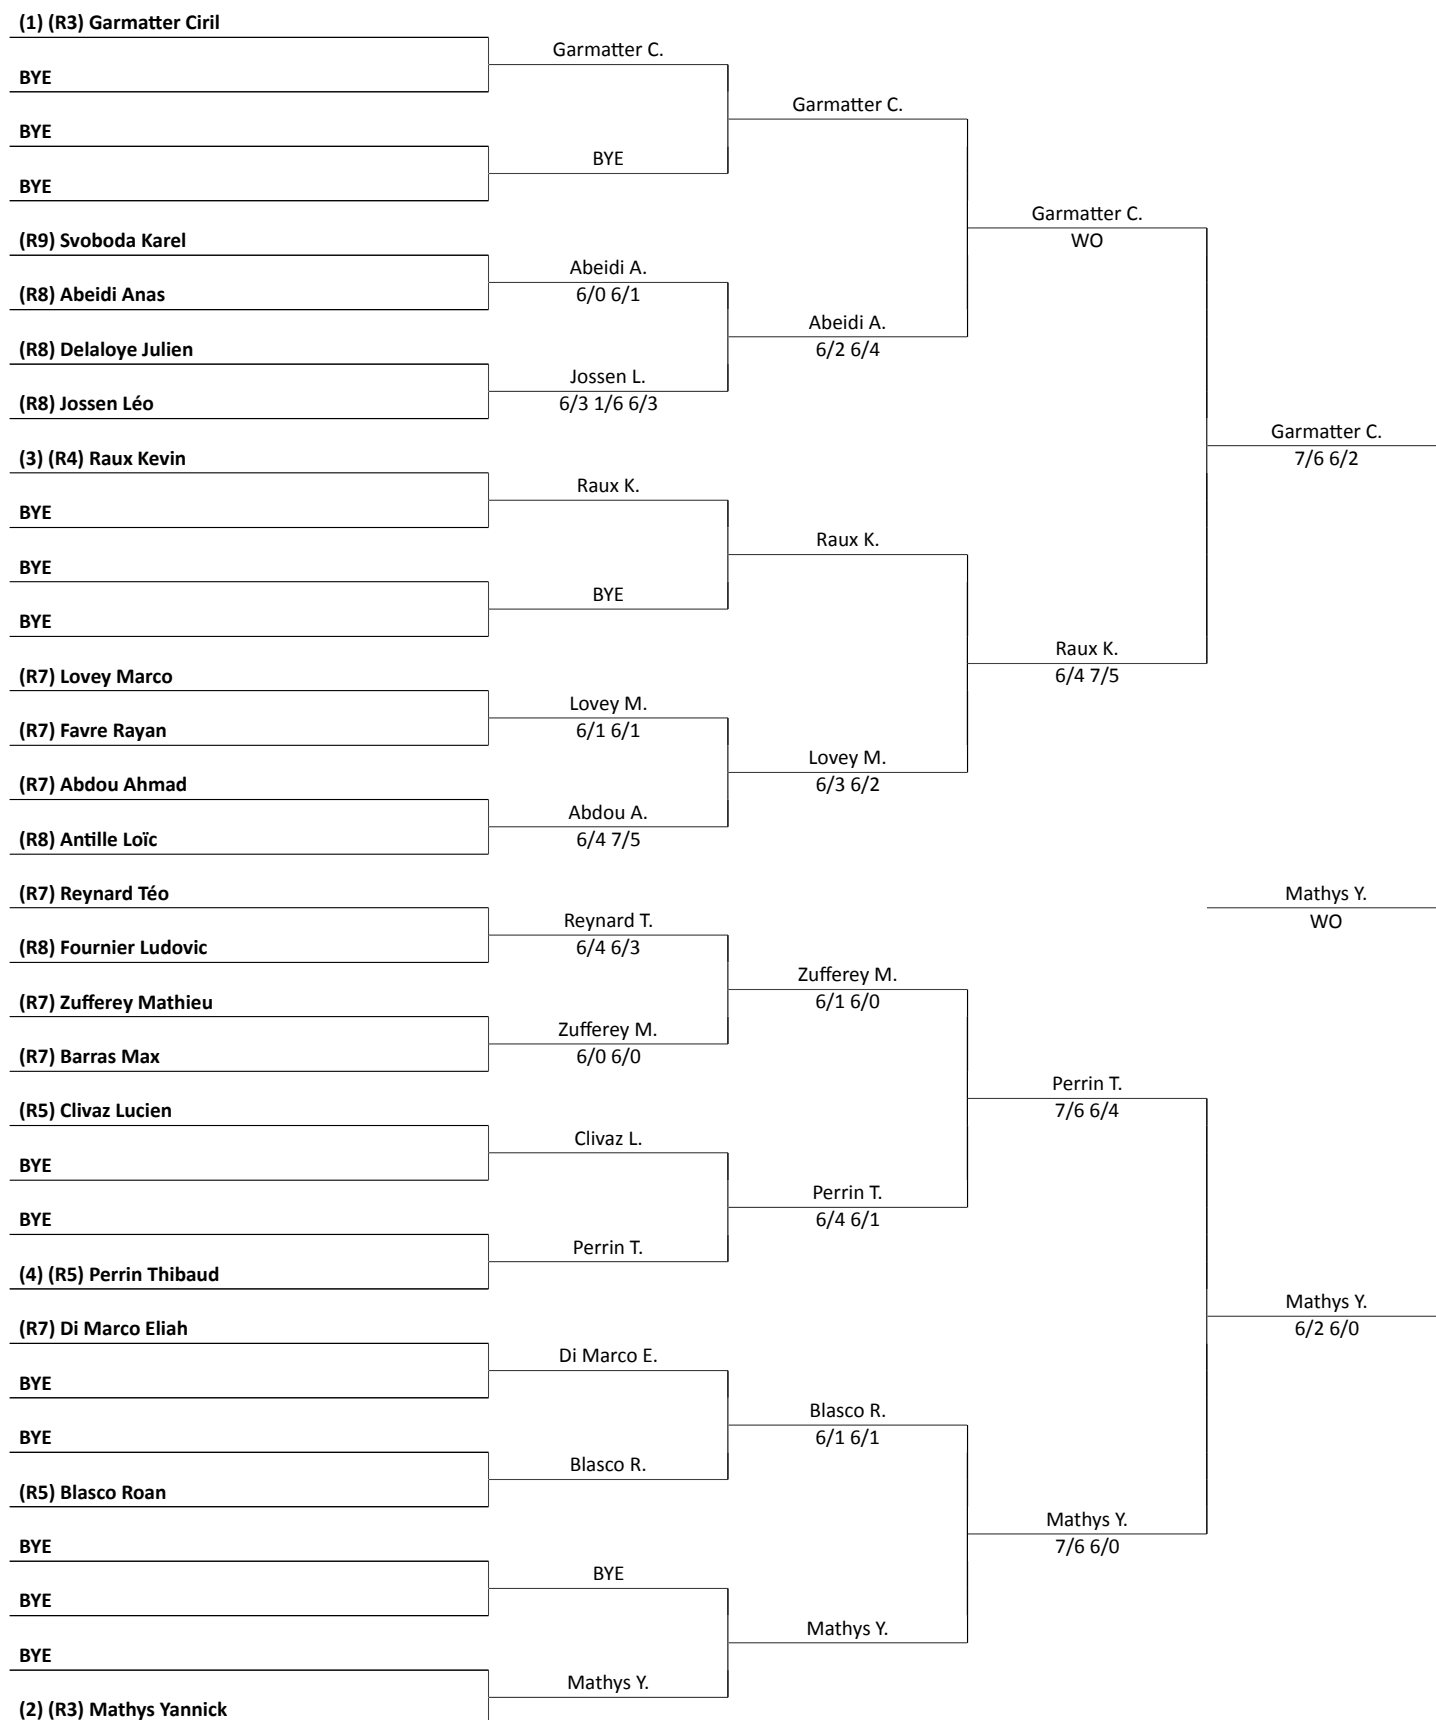 (1) (R3) Garmatter Ciril
Garmatter C.
BYE
Garmatter C.
BYE
BYE
BYE
Garmatter C.
WO
(R9) Svoboda Karel
Abeidi A.
6/0 6/1
(R8) Abeidi Anas
Abeidi A.
6/2 6/4
(R8) Delaloye Julien
Jossen L.
6/3 1/6 6/3
(R8) Jossen Léo
Garmatter C.
7/6 6/2
(3) (R4) Raux Kevin
Raux K.
BYE
Raux K.
BYE
BYE
BYE
Raux K.
6/4 7/5
(R7) Lovey Marco
Lovey M.
6/1 6/1
(R7) Favre Rayan
Lovey M.
6/3 6/2
(R7) Abdou Ahmad
Abdou A.
6/4 7/5
(R8) Antille Loïc
(R7) Reynard Téo
Mathys Y.
WO
Reynard T.
6/4 6/3
(R8) Fournier Ludovic
Zufferey M.
6/1 6/0
(R7) Zufferey Mathieu
Zufferey M.
6/0 6/0
(R7) Barras Max
Perrin T.
7/6 6/4
(R5) Clivaz Lucien
Clivaz L.
BYE
Perrin T.
6/4 6/1
BYE
Perrin T.
(4) (R5) Perrin Thibaud
Mathys Y.
6/2 6/0
(R7) Di Marco Eliah
Di Marco E.
BYE
Blasco R.
6/1 6/1
BYE
Blasco R.
(R5) Blasco Roan
Mathys Y.
7/6 6/0
BYE
BYE
BYE
Mathys Y.
BYE
Mathys Y.
(2) (R3) Mathys Yannick